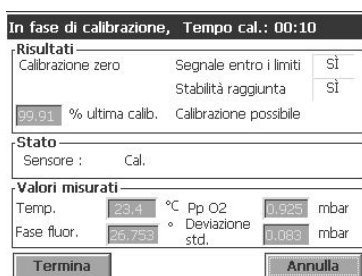 In fase di calibrazione, Tempo cal.: 00:10
Risultati
Calibrazione zero Segnale entro i limiti SÌ
Stabilità raggiunta SÌ
99.91 % ultima calib. Calibrazione possibile
Stato
Sensore : Cal.
Valori misurati
Temp. 23.4 °C Pp O2 0.925 mbar
Fase fluor. 26.753 ° Deviazione std. 0.083 mbar
Termina Annulla